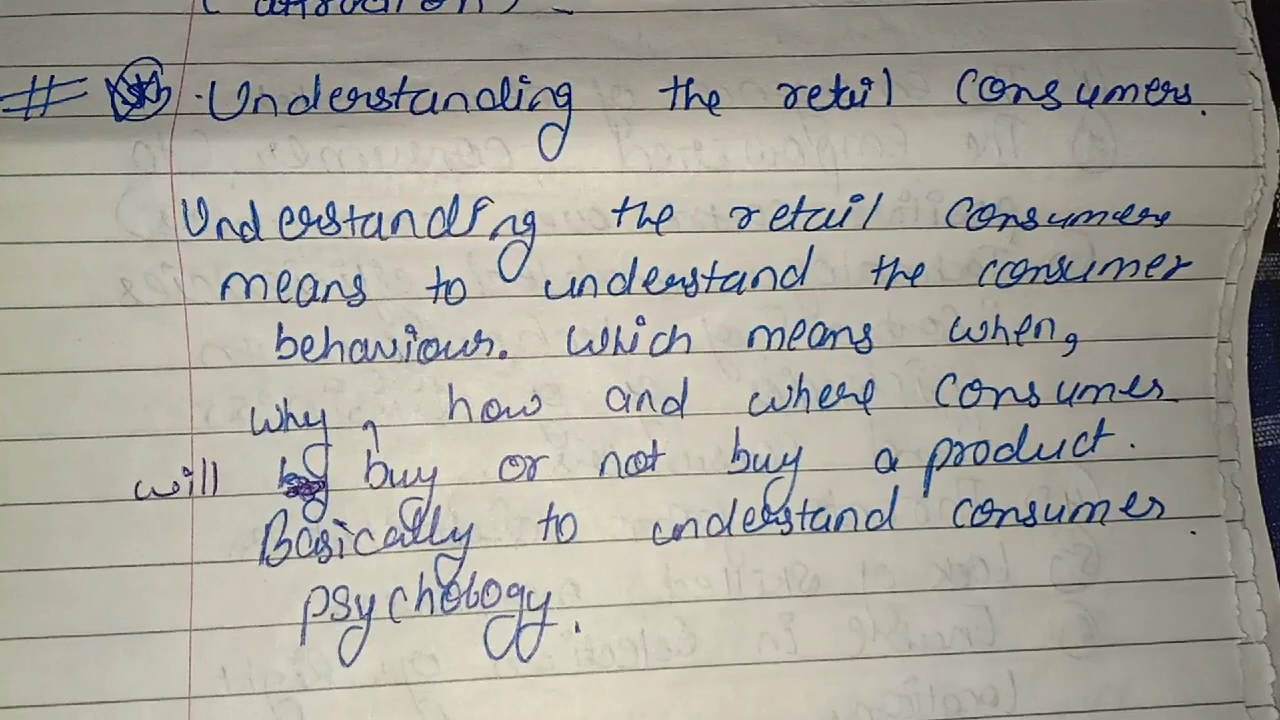 # Understanding the retail consumers.
Understanding the retail consumers
means to understand the consumer
behaviour. Which means when,
why, how and where consumer
will buy or not buy a product.
Basically to understand consumer
psychology.